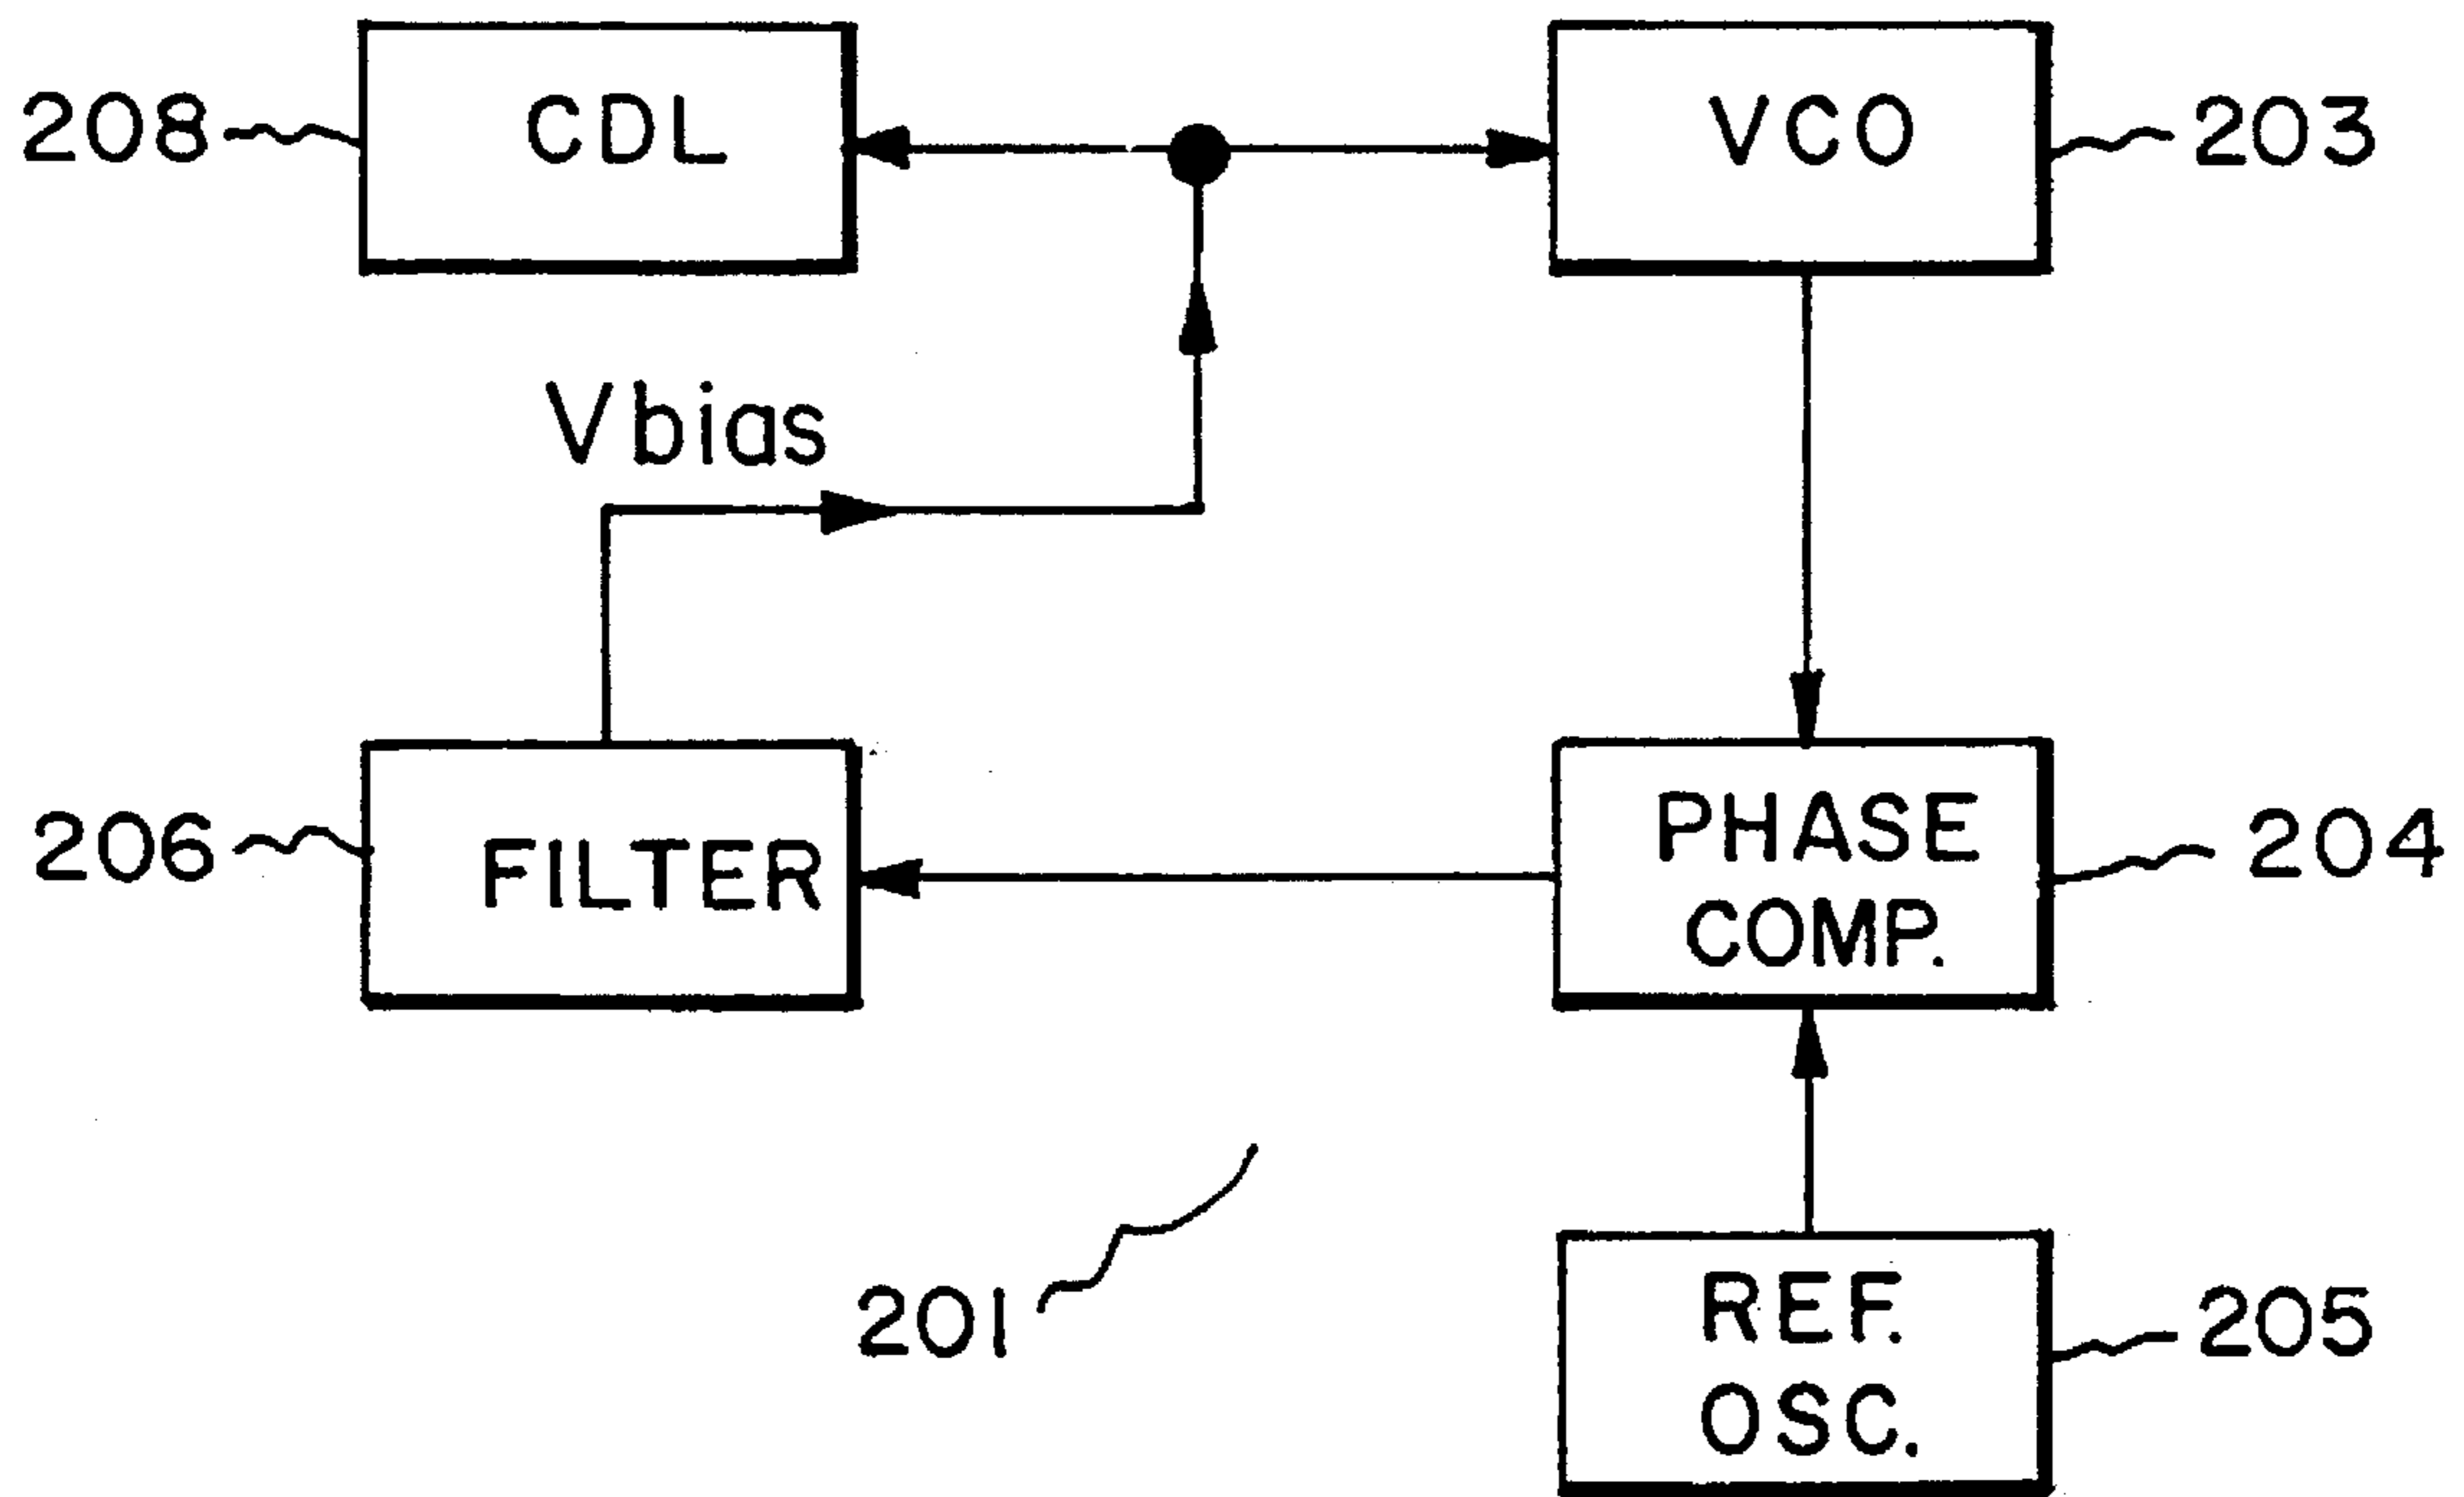 208
CDL
VCO
203
Vbias
206
FILTER
PHASE
COMP.
204
201
REF.
OSC.
205